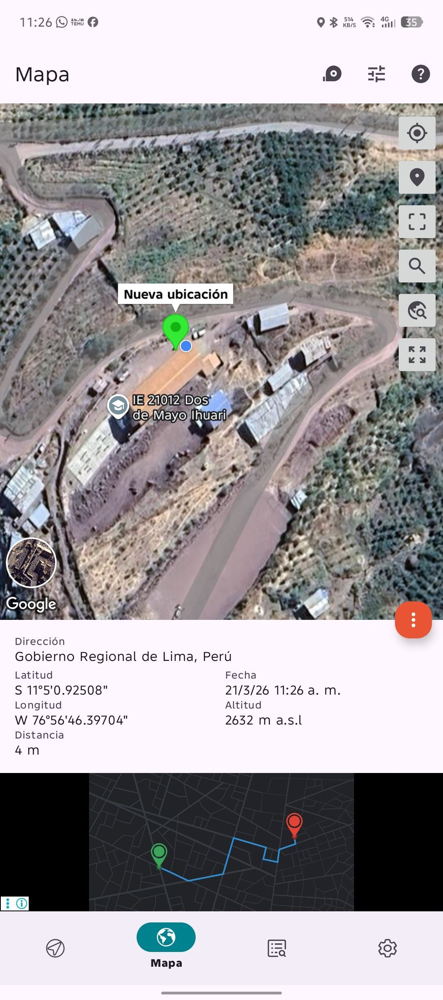 11:26
TEMU
514
KB/S
4G
35
Mapa
Nueva ubicación
IE 21012 Dos
de Mayo Ihuari
Google
Dirección
Gobierno Regional de Lima, Perú
Latitud
Fecha
S 11°5'0.92508"
21/3/26 11:26 a. m.
Longitud
Altitud
W 76°56'46.39704"
2632 m a.s.l
Distancia
4 m
Mapa